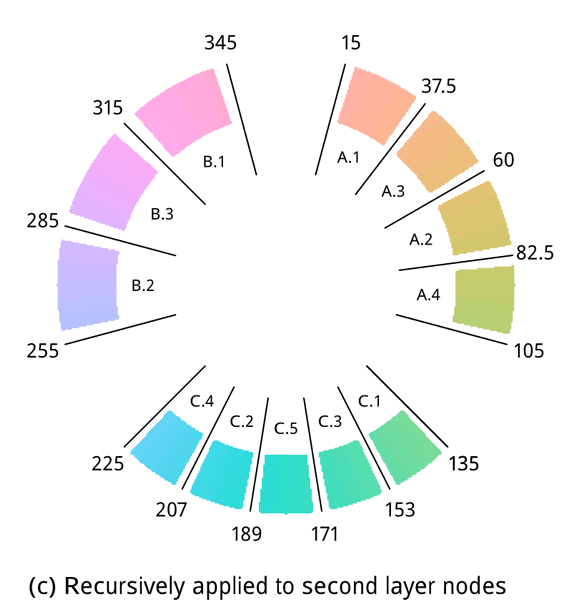 345
15
315
37.5
B.1
A.1
60
A.3
B.3
285
A.2
82.5
B.2
A.4
255
105
C.4
C.1
C.2
C.3
C.5
225
135
207
153
189
171
(c) Recursively applied to second layer nodes